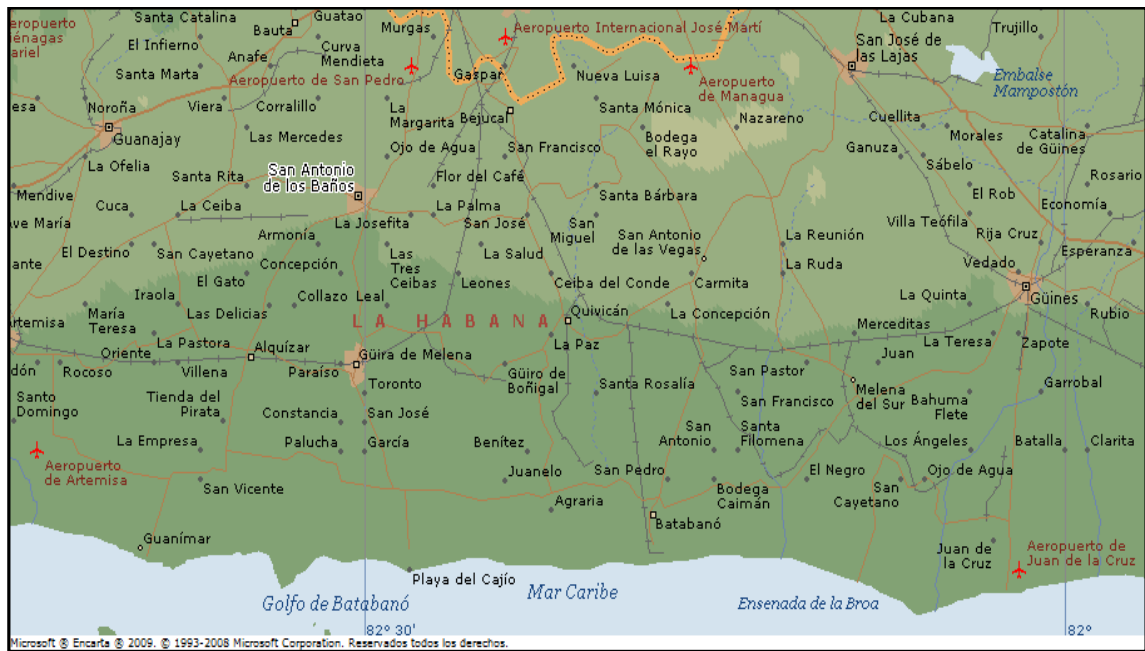 Santa Catalina
Guatao
Murgas
Aeropuerto Internacional José Martí
La Cubana
Trujillo
Aeropuerto
ariel
Bauta
El Infierno
Curva
Mendieta
Anafe
San José de
las Lajas
Santa Marta
Aeropuerto de San Pedro
Gaspar
Nueva Luisa
Aeropuerto
de Managua
Embalse
Mampostón
esa
Noroña
Viera
Corralillo
La
Margarita
Bejucal
Santa Mónica
Nazareno
Cuellita
Guanajay
Las Mercedes
Bodega
el Rayo
Morales
Catalina
de Güines
Ojo de Agua
San Francisco
Ganuza
Sábelo
La Ofelia
Santa Rita
San Antonio
de los Baños
Flor del Café
Rosario
Mendive
Santa Bárbara
El Rob
Economía
Cuca
La Ceiba
La Palma
ave María
La Josefita
San José
San
Miguel
San Antonio
de las Vegas
Villa Teófila
Rija Cruz
El Destino
San Cayetano
Armonía
Las
Tres
Ceibas
La Salud
La Reunión
Esperanza
ante
Concepción
La Ruda
Vedado
El Gato
Leones
Ceiba del Conde
Carmita
Iraola
Collazo
Leal
La Quinta
Güines
María
Teresa
Las Delicias
LA HABANA
Quivicán
La Concepción
Merceditas
Rubio
Artemisa
La Pastora
Alquízar
La Paz
La Teresa
Zapote
Oriente
Güira de Melena
Juan
dón
Rocoso
Villena
Paraíso
Güiro de
Boñigal
San Pastor
Toronto
Santa Rosalía
Melena
del Sur
Garrobal
Santo
Domingo
Tienda del
Pirata
San Francisco
Bahuma
Flete
Constancia
San José
La Empresa
Palucha
García
Benítez
San
Antonio
Santa
Filomena
Los Ángeles
Batalla
Clarita
Aeropuerto
de Artemisa
Juanelo
San Pedro
El Negro
Ojo de Agua
San Vicente
Bodega
Caimán
San
Cayetano
Agraria
Batabanó
Guanímar
Juan de
la Cruz
Aeropuerto de
Juan de la Cruz
Playa del Cajío
Golfo de Batabanó
Mar Caribe
Ensenada de la Broa
82° 30'
82°
Microsoft ® Encarta ® 2009. © 1993-2008 Microsoft Corporation. Reservados todos los derechos.